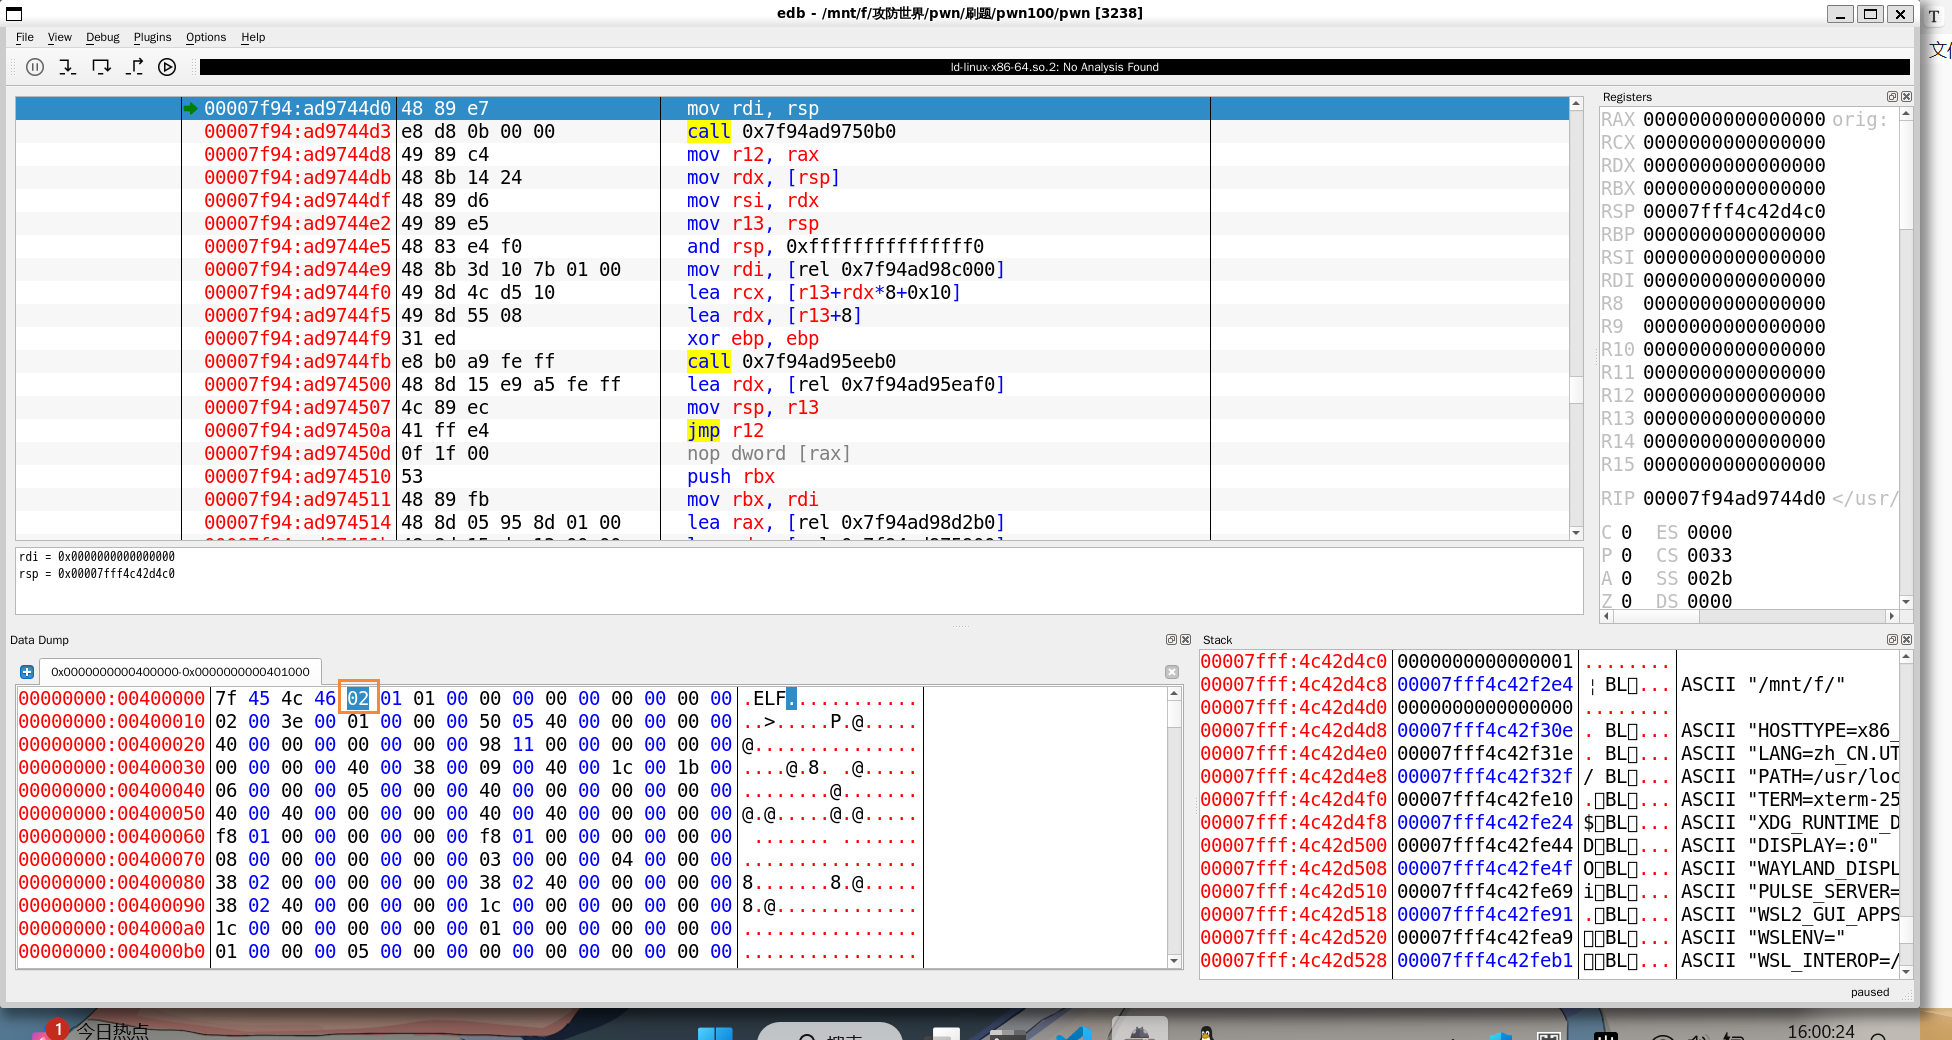 edb - /mnt/f/攻防世界/pwn/刷题/pwn100/pwn [3238]
File View Debug Plugins Options Help
ld-linux-x86-64.so.2: No Analysis Found
00007f94:ad9744d0 48 89 e7 mov rdi, rsp
00007f94:ad9744d3 e8 d8 0b 00 00 call 0x7f94ad9750b0
00007f94:ad9744d8 49 89 c4 mov r12, rax
00007f94:ad9744db 48 8b 14 24 mov rdx, [rsp]
00007f94:ad9744df 48 89 d6 mov rsi, rdx
00007f94:ad9744e2 49 89 e5 mov r13, rsp
00007f94:ad9744e5 48 83 e4 f0 and rsp, 0xfffffffffffffff0
00007f94:ad9744e9 48 8b 3d 10 7b 01 00 mov rdi, [rel 0x7f94ad98c000]
00007f94:ad9744f0 49 8d 4c d5 10 lea rcx, [r13+rdx*8+0x10]
00007f94:ad9744f5 49 8d 55 08 lea rdx, [r13+8]
00007f94:ad9744f9 31 ed xor ebp, ebp
00007f94:ad9744fb e8 b0 a9 fe ff call 0x7f94ad95eeb0
00007f94:ad974500 48 8d 15 e9 a5 fe ff lea rdx, [rel 0x7f94ad95eaf0]
00007f94:ad974507 4c 89 ec mov rsp, r13
00007f94:ad97450a 41 ff e4 jmp r12
00007f94:ad97450d 0f 1f 00 nop dword [rax]
00007f94:ad974510 53 push rbx
00007f94:ad974511 48 89 fb mov rbx, rdi
00007f94:ad974514 48 8d 05 95 8d 01 00 lea rax, [rel 0x7f94ad98d2b0]
rdi = 0x0000000000000000
rsp = 0x00007fff4c42d4c0
Registers
RAX 0000000000000000 orig:
RCX 0000000000000000
RDX 0000000000000000
RBX 0000000000000000
RSP 00007fff4c42d4c0
RBP 0000000000000000
RSI 0000000000000000
RDI 0000000000000000
R8 0000000000000000
R9 0000000000000000
R10 0000000000000000
R11 0000000000000000
R12 0000000000000000
R13 0000000000000000
R14 0000000000000000
R15 0000000000000000
RIP 00007f94ad9744d0 </usr/
C 0 ES 0000
P 0 CS 0033
A 0 SS 002b
Z 0 DS 0000
Data Dump
0x0000000000400000-0x0000000000401000
00000000:00400000 7f 45 4c 46 02 01 01 00 00 00 00 00 00 00 00 00 .ELF............
00000000:00400010 02 00 3e 00 01 00 00 00 50 05 40 00 00 00 00 00 ..>.....P.@.....
00000000:00400020 40 00 00 00 00 00 00 00 98 11 00 00 00 00 00 00 @...............
00000000:00400030 00 00 00 00 40 00 38 00 09 00 40 00 1c 00 1b 00 ....@.8. .@.....
00000000:00400040 06 00 00 00 05 00 00 00 40 00 00 00 00 00 00 00 ........@.......
00000000:00400050 40 00 40 00 00 00 00 00 40 00 40 00 00 00 00 00 @.@.....@.@.....
00000000:00400060 f8 01 00 00 00 00 00 00 f8 01 00 00 00 00 00 00 ....... .......
00000000:00400070 08 00 00 00 00 00 00 00 03 00 00 00 04 00 00 00 ................
00000000:00400080 38 02 00 00 00 00 00 00 38 02 40 00 00 00 00 00 8.......8.@.....
00000000:00400090 38 02 40 00 00 00 00 00 1c 00 00 00 00 00 00 00 8.@.............
00000000:004000a0 1c 00 00 00 00 00 00 00 01 00 00 00 00 00 00 00 ................
00000000:004000b0 01 00 00 00 05 00 00 00 00 00 00 00 00 00 00 00 ................
Stack
00007fff:4c42d4c0 0000000000000001 ........
00007fff:4c42d4c8 00007fff4c42f2e4 ¦ BL□... ASCII "/mnt/f/"
00007fff:4c42d4d0 0000000000000000 ........
00007fff:4c42d4d8 00007fff4c42f30e . BL□... ASCII "HOSTTYPE=x86_
00007fff:4c42d4e0 00007fff4c42f31e . BL□... ASCII "LANG=zh_CN.UT
00007fff:4c42d4e8 00007fff4c42f32f / BL□... ASCII "PATH=/usr/loc
00007fff:4c42d4f0 00007fff4c42fe10 .□BL□... ASCII "TERM=xterm-25
00007fff:4c42d4f8 00007fff4c42fe24 $□BL□... ASCII "XDG_RUNTIME_D
00007fff:4c42d500 00007fff4c42fe44 D□BL□... ASCII "DISPLAY=:0"
00007fff:4c42d508 00007fff4c42fe4f O□BL□... ASCII "WAYLAND_DISPL
00007fff:4c42d510 00007fff4c42fe69 i□BL□... ASCII "PULSE_SERVER=
00007fff:4c42d518 00007fff4c42fe91 .□BL□... ASCII "WSL2_GUI_APPS
00007fff:4c42d520 00007fff4c42fea9 □□BL□... ASCII "WSLENV="
00007fff:4c42d528 00007fff4c42feb1 □□BL□... ASCII "WSL_INTEROP=/
paused
1
今日热点
16:00:24
T